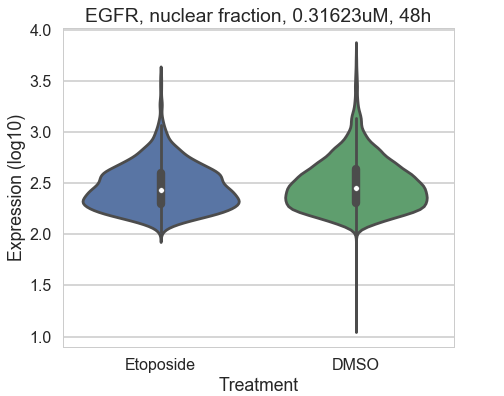 EGFR, nuclear fraction, 0.31623uM, 48h
4.0
3.5
3.0
2.5
2.0
1.5
1.0
Expression (log10)
Etoposide
DMSO
Treatment